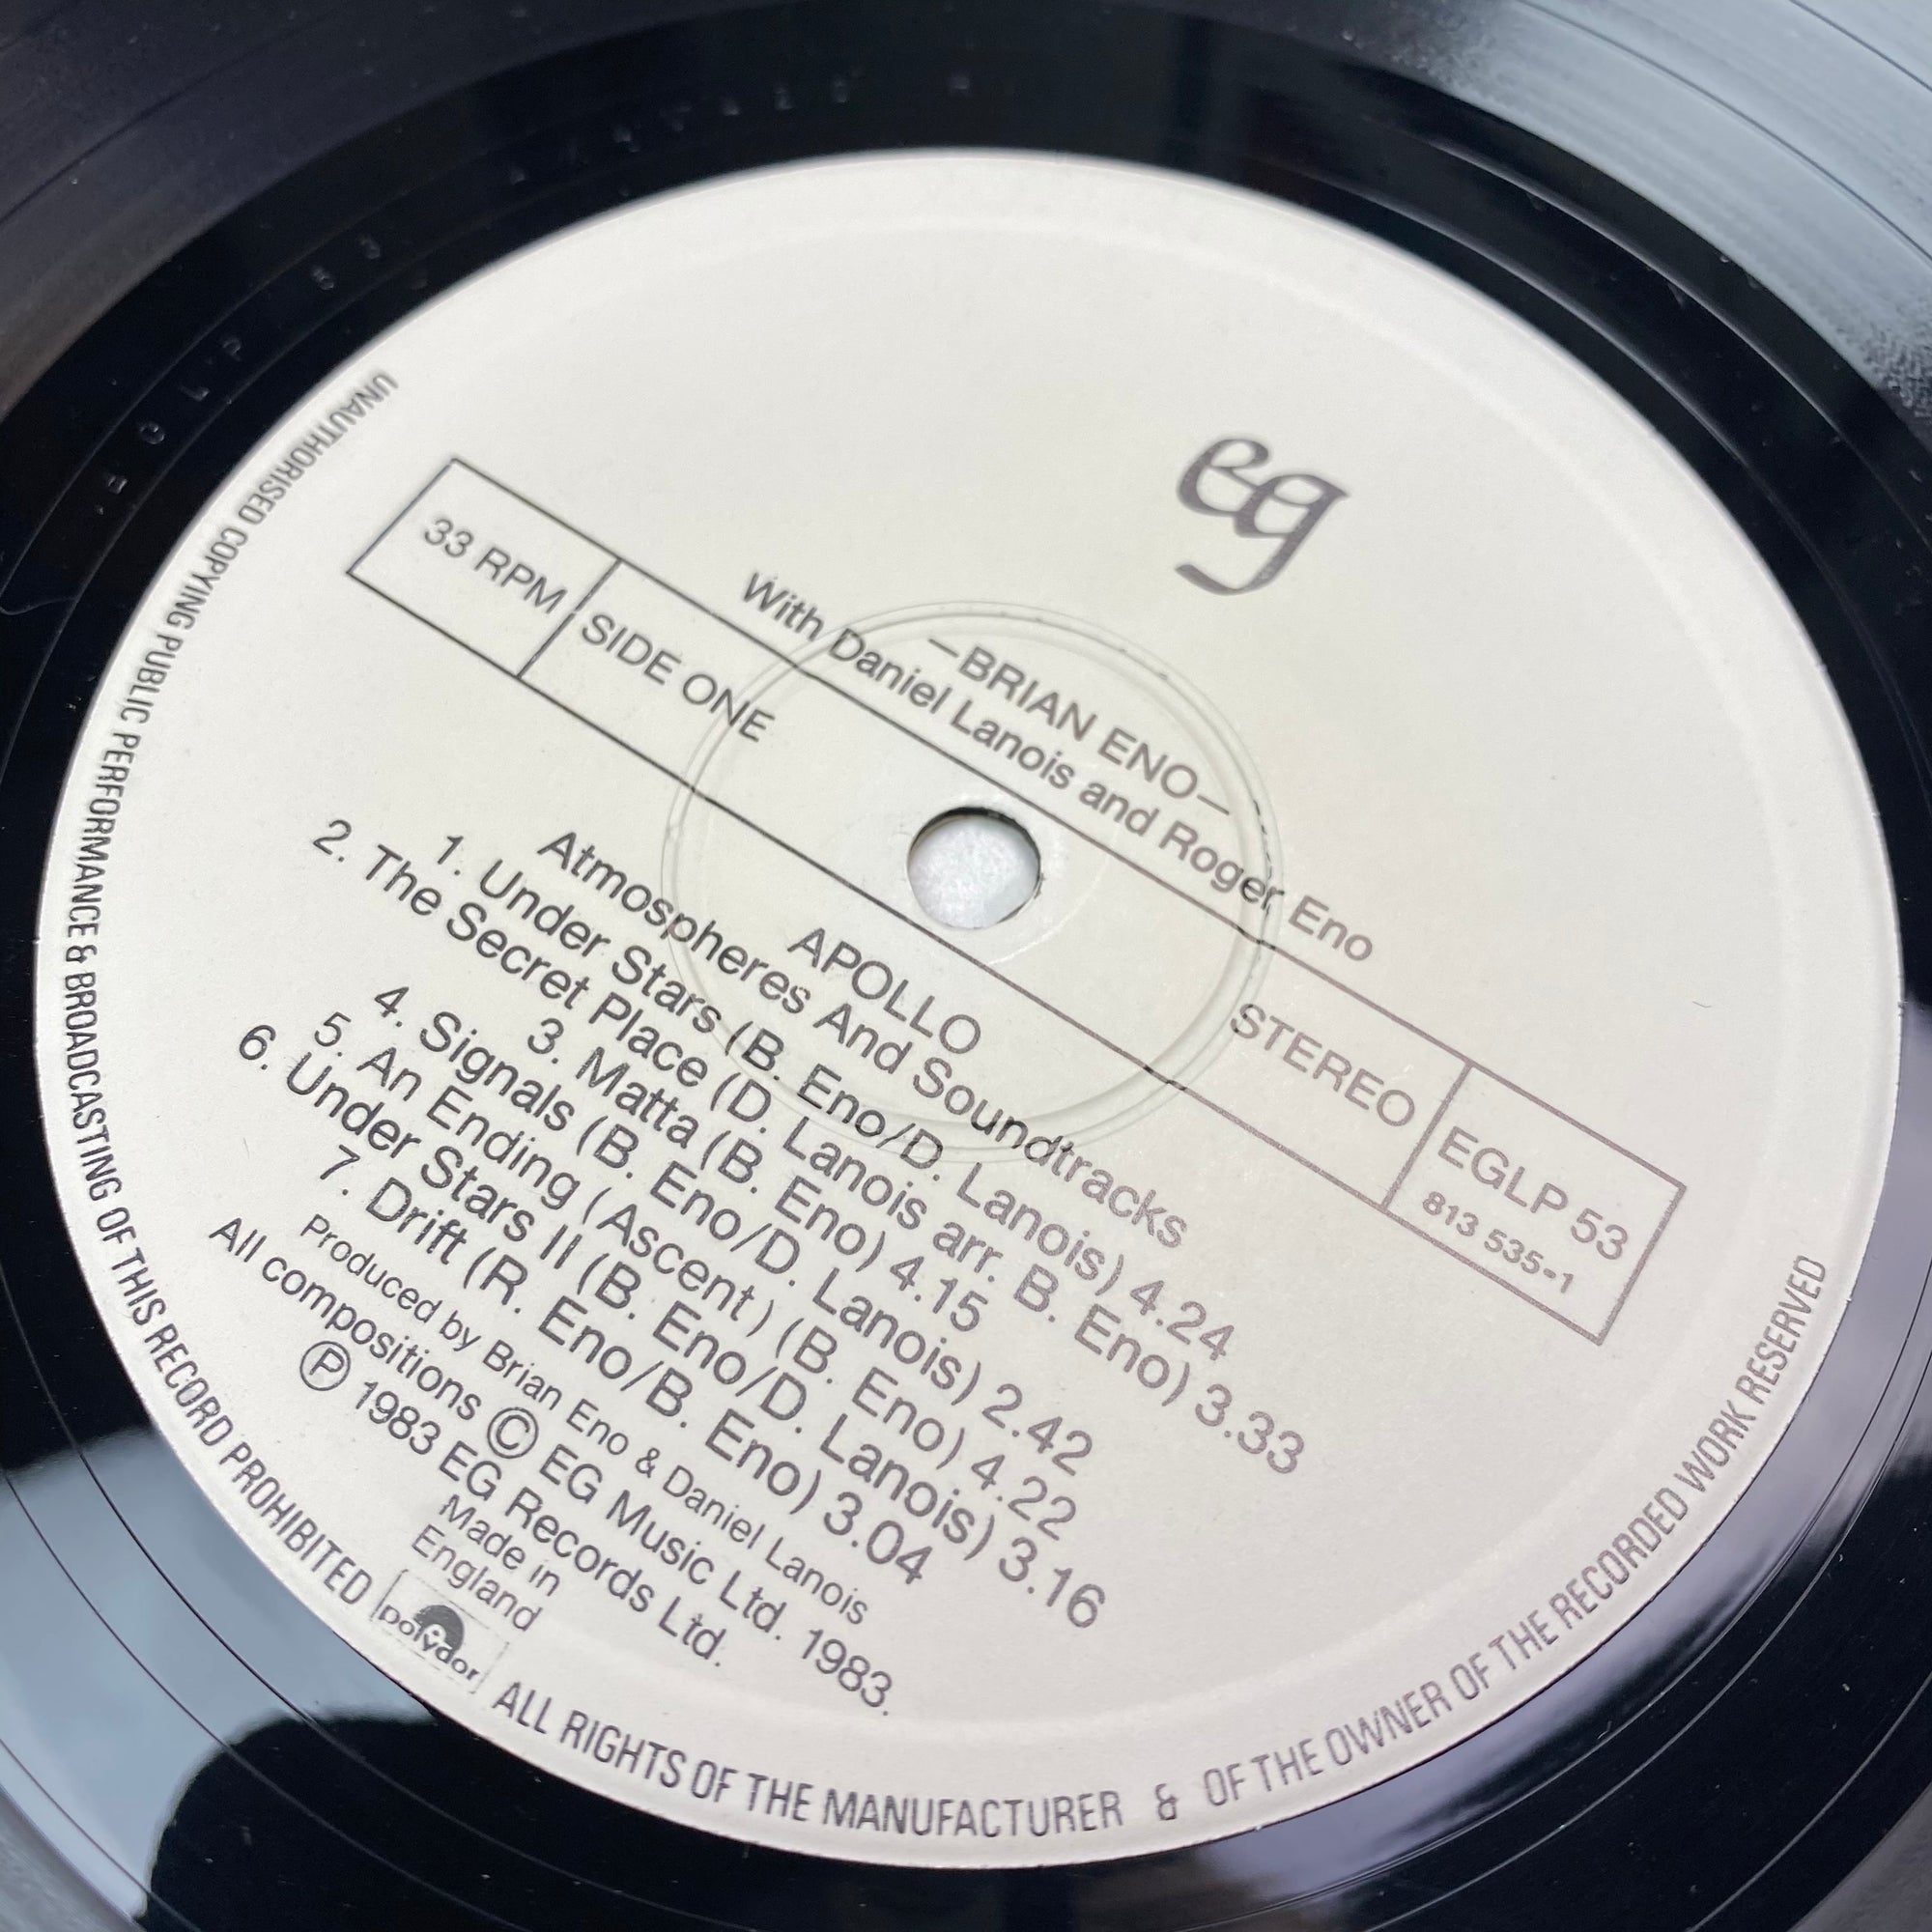 eg
—BRIAN ENO—
With Daniel Lanois and Roger Eno
33 RPM
SIDE ONE
STEREO
EGLP 53
813 535-1
APOLLO
Atmospheres And Soundtracks
1. Under Stars (B. Eno/D. Lanois) 4.24
2. The Secret Place (D. Lanois arr. B. Eno) 3.33
3. Matta (B. Eno) 4.15
4. Signals (B. Eno/D. Lanois) 2.42
5. An Ending (Ascent) (B. Eno) 4.22
6. Under Stars II (B. Eno/D. Lanois) 3.16
7. Drift (R. Eno/B. Eno) 3.04
Produced by Brian Eno & Daniel Lanois
All compositions © EG Music Ltd. 1983.
℗ 1983 EG Records Ltd.
Made in
England
polydor
UNAUTHORISED COPYING PUBLIC PERFORMANCE & BROADCASTING OF THIS RECORD PROHIBITED
ALL RIGHTS OF THE MANUFACTURER & OF THE OWNER OF THE RECORDED WORK RESERVED